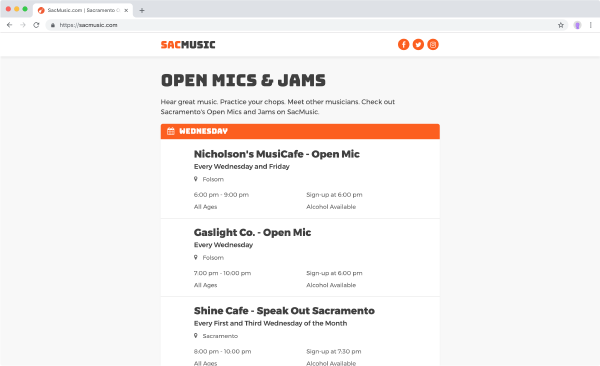 SacMusic.com | Sacramento O
https://sacmusic.com
SACMUSIC
OPEN MICS & JAMS
Hear great music. Practice your chops. Meet other musicians. Check out
Sacramento's Open Mics and Jams on SacMusic.
WEDNESDAY
Nicholson's MusiCafe - Open Mic
Every Wednesday and Friday
Folsom
6:00 pm - 9:00 pm Sign-up at 6:00 pm
All Ages Alcohol Available
Gaslight Co. - Open Mic
Every Wednesday
Folsom
7:00 pm - 10:00 pm Sign-up at 6:00 pm
All Ages Alcohol Available
Shine Cafe - Speak Out Sacramento
Every First and Third Wednesday of the Month
Sacramento
8:00 pm - 10:00 pm Sign-up at 7:30 pm
All Ages Alcohol Available